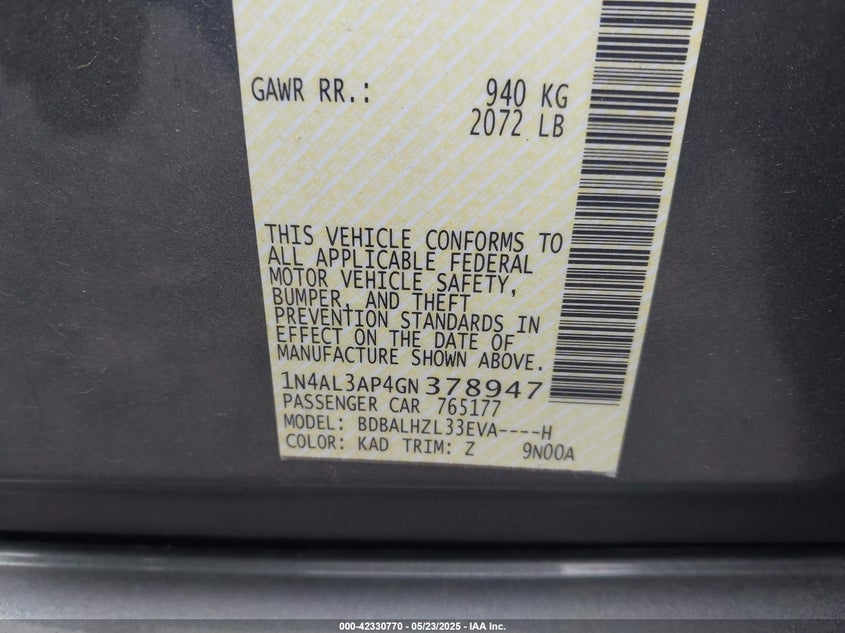 GAWR RR.: 940 KG
2072 LB
THIS VEHICLE CONFORMS TO
ALL APPLICABLE FEDERAL
MOTOR VEHICLE SAFETY,
BUMPER, AND THEFT
PREVENTION STANDARDS IN
EFFECT ON THE DATE OF
MANUFACTURE SHOWN ABOVE.
1N4AL3AP4GN378947
PASSENGER CAR 765177
MODEL: BDBALHZL33EVA----H
COLOR: KAD TRIM: Z 9N00A
000-42330770 - 05/23/2025 - IAA Inc.